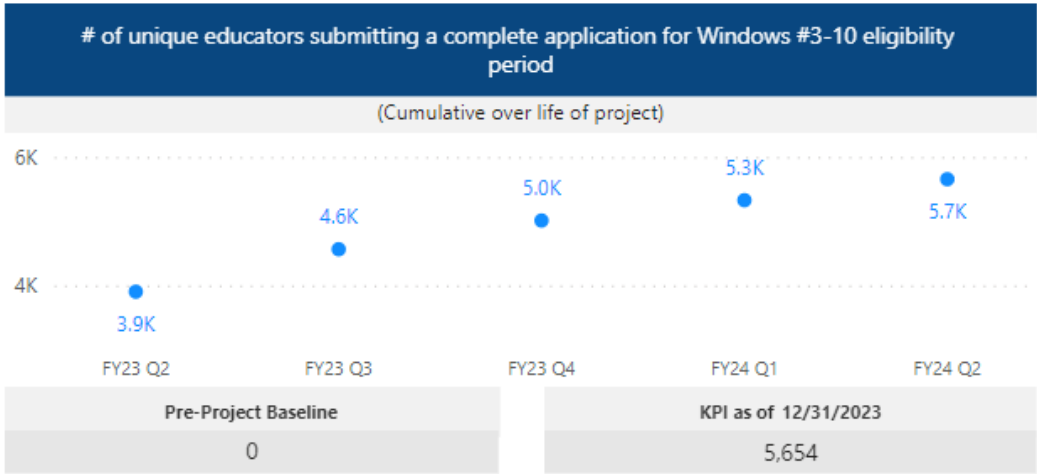 # of unique educators submitting a complete application for Windows #3-10 eligibility
period
(Cumulative over life of project)
6K
5.3K
5.0K
5.7K
4.6K
4K
3.9K
FY23 Q2 FY23 Q3 FY23 Q4 FY24 Q1 FY24 Q2
Pre-Project Baseline KPI as of 12/31/2023
0 5,654